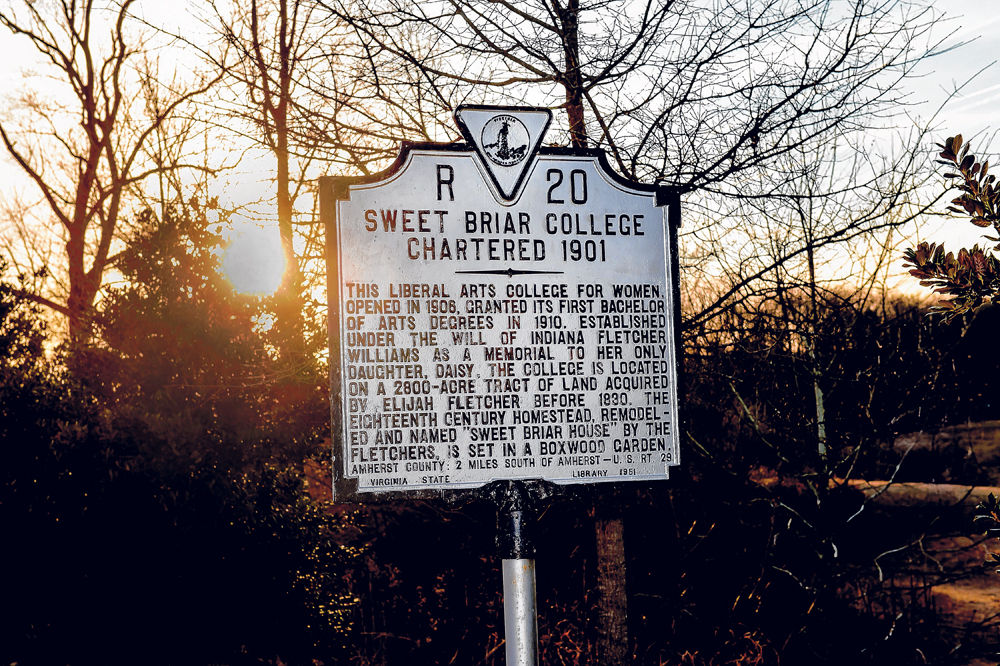 R 20
SWEET BRIAR COLLEGE
CHARTERED 1901
THIS LIBERAL ARTS COLLEGE FOR WOMEN,
OPENED IN 1906, GRANTED ITS FIRST BACHELOR
OF ARTS DEGREES IN 1910. ESTABLISHED
UNDER THE WILL OF INDIANA FLETCHER
WILLIAMS AS A MEMORIAL TO HER ONLY
DAUGHTER, DAISY, THE COLLEGE IS LOCATED
ON A 2800-ACRE TRACT OF LAND ACQUIRED
BY ELIJAH FLETCHER BEFORE 1830. THE
EIGHTEENTH CENTURY HOMESTEAD, REMODEL-
ED AND NAMED "SWEET BRIAR HOUSE" BY THE
FLETCHERS, IS SET IN A BOXWOOD GARDEN.
AMHERST COUNTY: 2 MILES SOUTH OF AMHERST—U. S. RT. 29
VIRGINIA STATE LIBRARY 1951